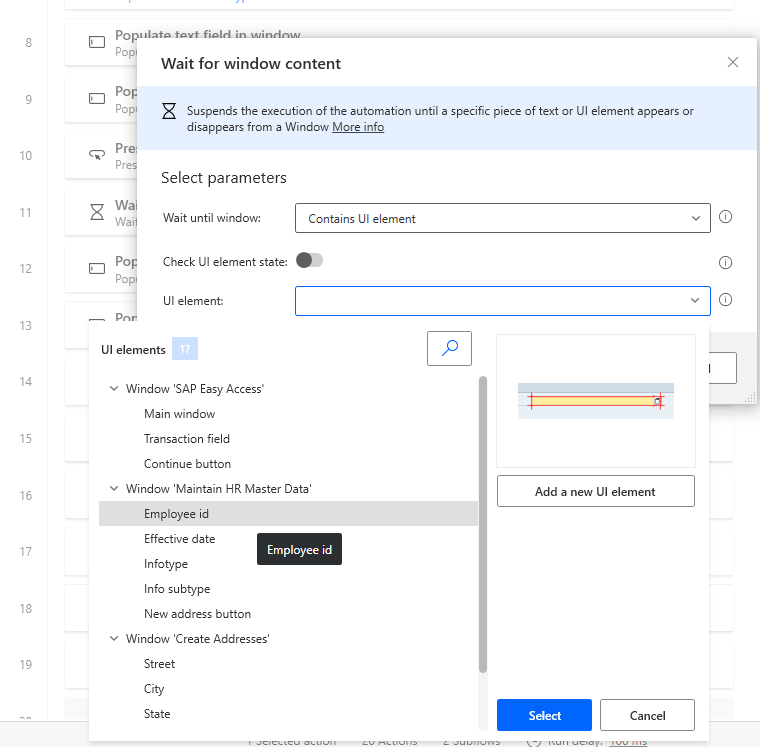 8
Populate text field in window
Popu
Wait for window content
9
Pop
Popu
Suspends the execution of the automation until a specific piece of text or UI element appears or
disappears from a Window More info
10
Pres
Press
Select parameters
11
Wai
Wait
Wait until window:
Contains UI element
12
Pop
Popu
Check UI element state:
UI element:
13
Pop
UI elements
17
14
Window 'SAP Easy Access'
Main window
Transaction field
15
Continue button
Window 'Maintain HR Master Data'
16
Add a new UI element
Employee id
Effective date
Employee id
17
Infotype
Info subtype
18
New address button
Window 'Create Addresses'
19
Street
City
State
Select
Cancel
1 Selected action
20 Actions
2 Subflows
Run delay:
100 ms